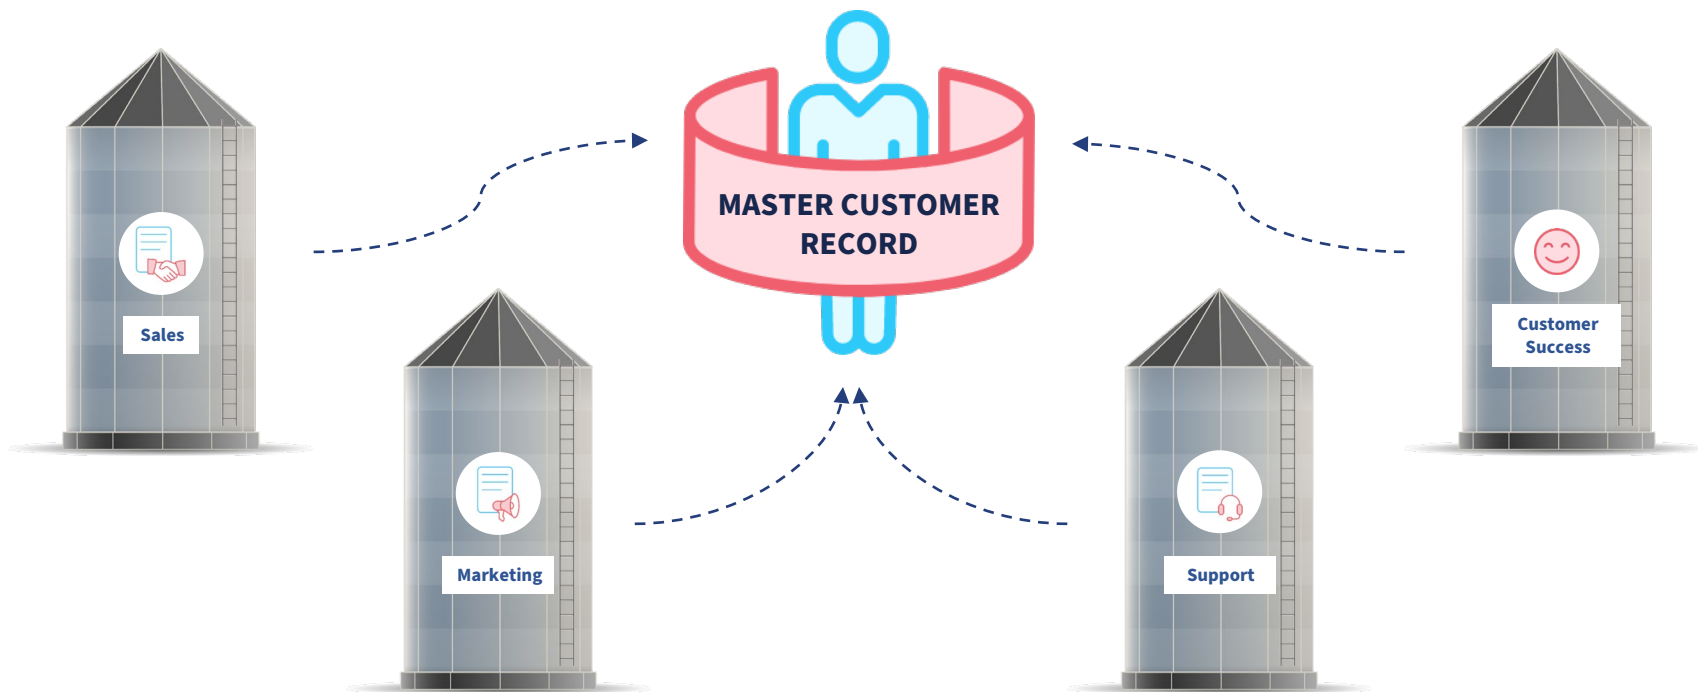 MASTER CUSTOMER
RECORD
Sales
Customer
Success
Marketing
Support